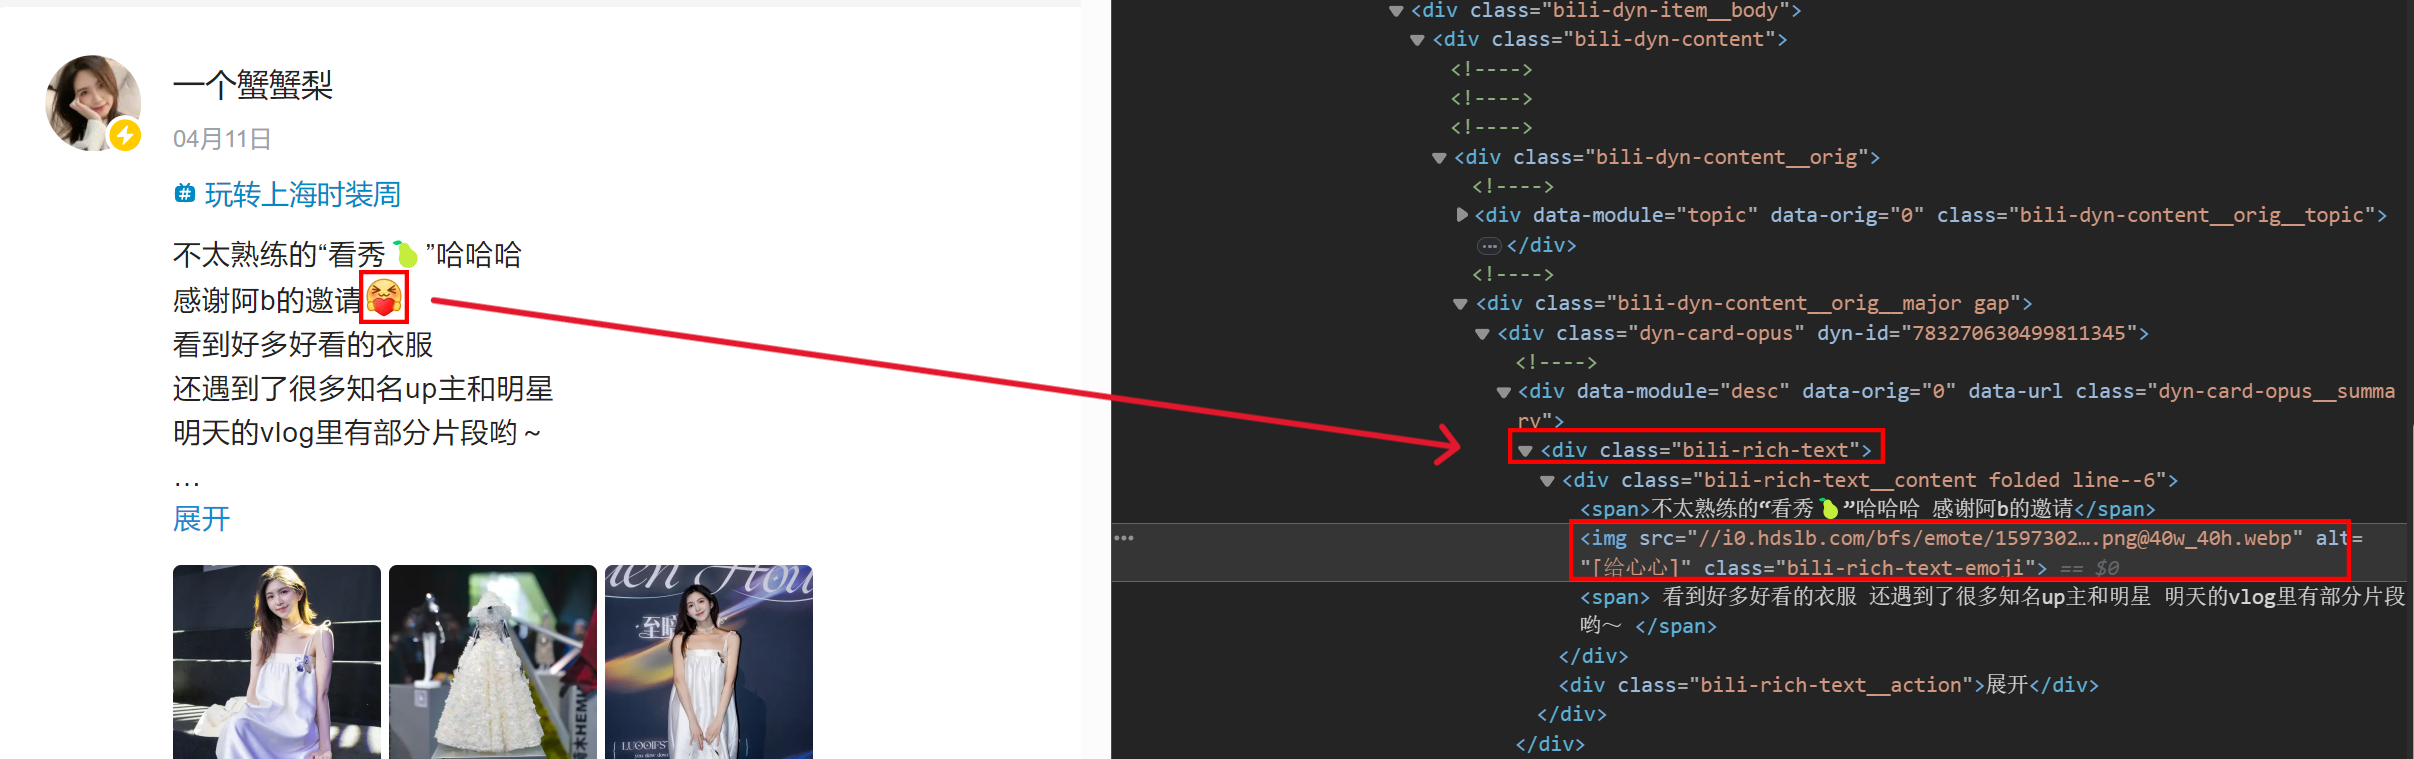 一个蟹蟹梨
04月11日
玩转上海时装周
不太熟练的“看秀🍐”哈哈哈
感谢阿b的邀请
看到好多好看的衣服
还遇到了很多知名up主和明星
明天的vlog里有部分片段哟～
...
展开
<div class="bili-dyn-item__body">
<div class="bili-dyn-content">
<!---->
<!---->
<!---->
<div class="bili-dyn-content__orig">
<!---->
<div data-module="topic" data-orig="0" class="bili-dyn-content__orig__topic">
</div>
<!---->
<div class="bili-dyn-content__orig__major gap">
<div class="dyn-card-opus" dyn-id="783270630499811345">
<!---->
<div data-module="desc" data-orig="0" data-url class="dyn-card-opus__summa
ry">
<div class="bili-rich-text">
<div class="bili-rich-text__content folded line--6">
<span>不太熟练的“看秀🍐”哈哈哈 感谢阿b的邀请</span>
<img src="//i0.hdslb.com/bfs/emote/1597302….png@40w_40h.webp" alt=
"[给心心]" class="bili-rich-text-emoji"> == $0
<span> 看到好多好看的衣服 还遇到了很多知名up主和明星 明天的vlog里有部分片段
哟～ </span>
</div>
<div class="bili-rich-text__action">展开</div>
</div>
</div>